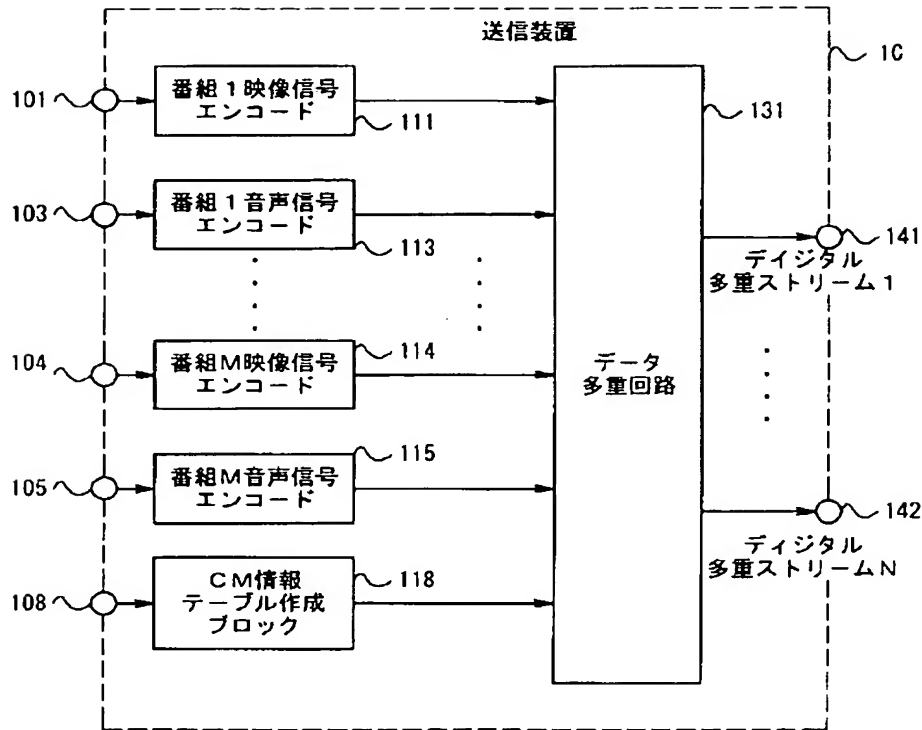 送信装置
1C
101
番組1映像信号
エンコード
111
131
103
番組1音声信号
エンコード
113
141
ディジタル
多重ストリーム1
104
番組M映像信号
エンコード
114
データ
多重回路
105
番組M音声信号
エンコード
115
142
ディジタル
多重ストリームN
108
CM情報
テーブル作成
ブロック
118